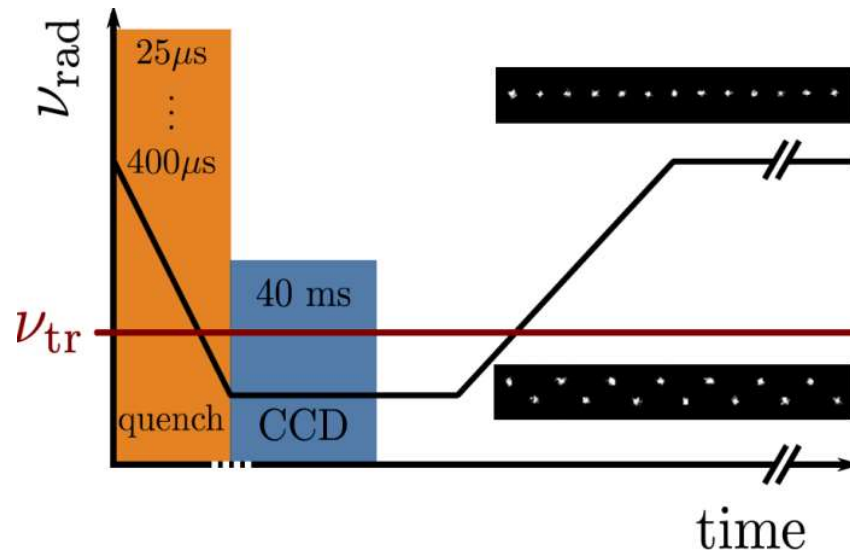 ν_rad
25μs
⋮
400μs
40 ms
ν_tr
quench
CCD
time